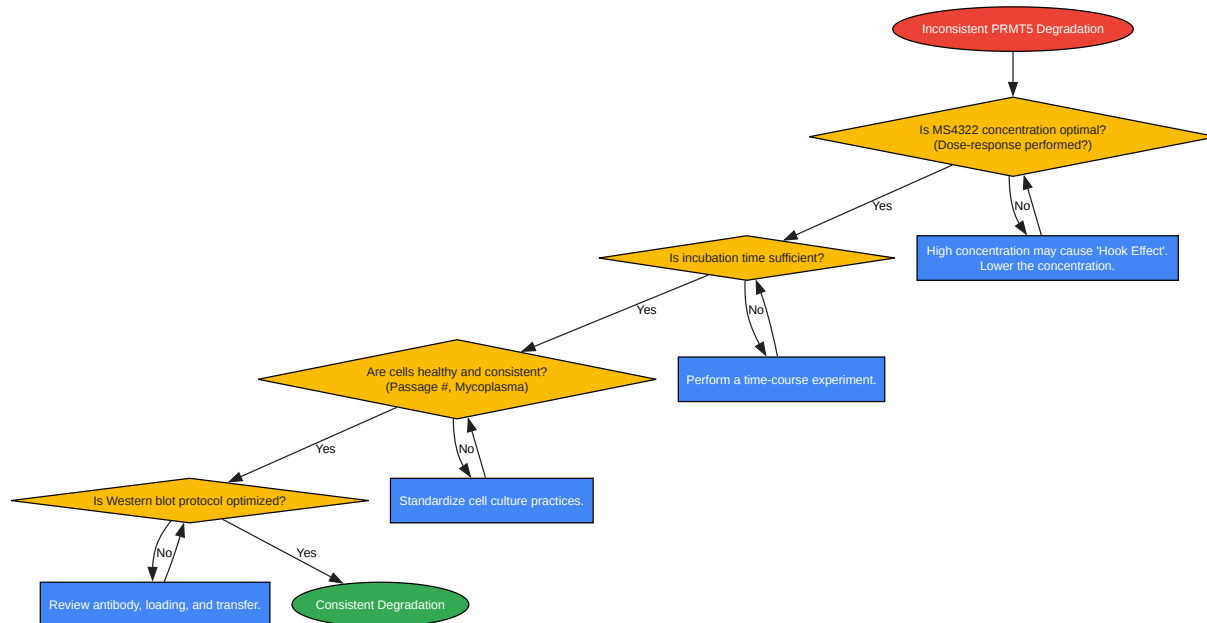 Inconsistent PRMT5 Degradation
Is MS4322 concentration optimal?
(Dose-response performed?)
Yes
No
High concentration may cause 'Hook Effect'.
Lower the concentration.
Is incubation time sufficient?
Yes
No
Perform a time-course experiment.
Are cells healthy and consistent?
(Passage #, Mycoplasma)
Yes
No
Standardize cell culture practices.
Is Western blot protocol optimized?
No
Yes
Review antibody, loading, and transfer.
Consistent Degradation